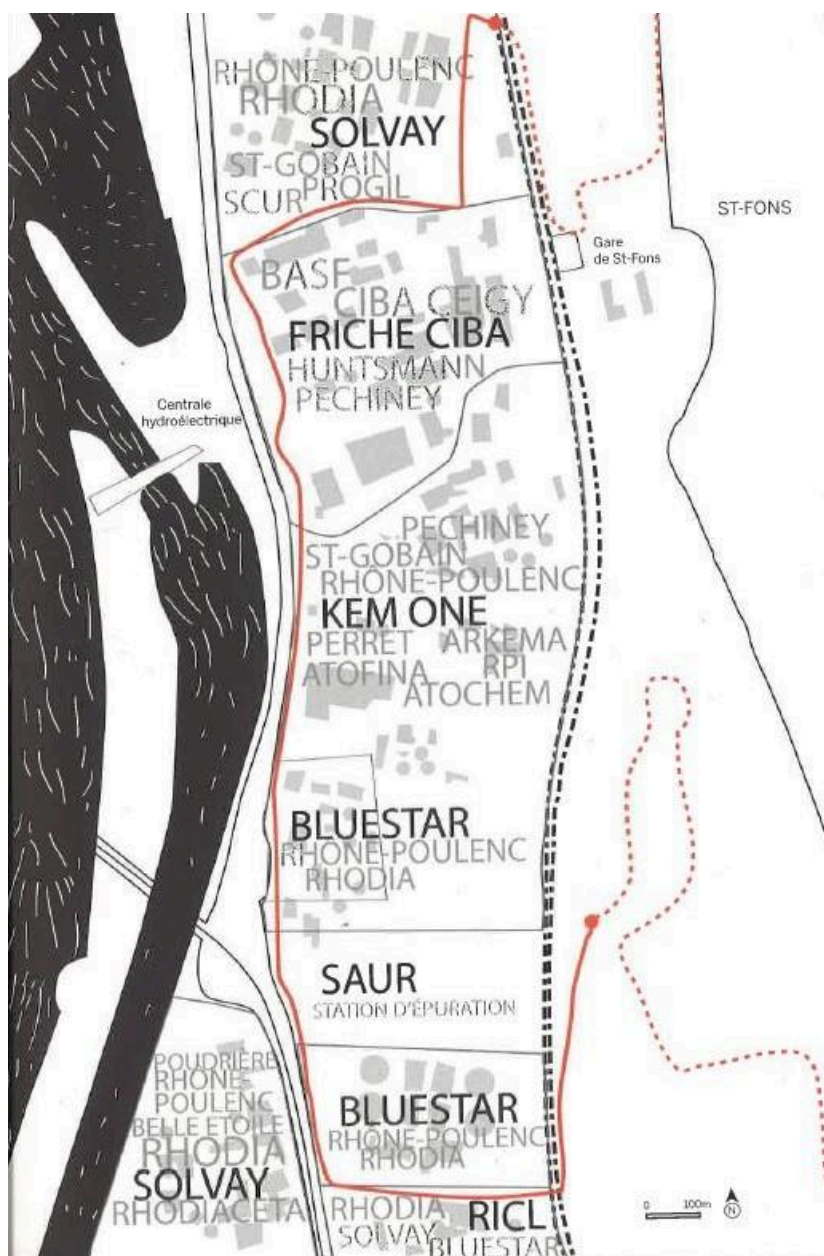 RHÔNE-POULENC
RHODIA
SOLVAY
ST-GOBAIN
PROGIL
SCUR
ST-FONS
Gare
de St-Fons
BASF
CIBA CEIGY
FRICHE CIBA
HUNTSMANN
PECHINEY
Centrale
hydroélectrique
PECHINEY
ST-GOBAIN
RHÔNE-POULENC
KEM ONE
PERRET ARKEMA
ATOFINA RPI
ATOCHEM
BLUESTAR
RHÔNE-POULENC
RHODIA
SAUR
STATION D'ÉPURATION
BLUESTAR
RHÔNE-POULENC
RHODIA
POUDRIÈRE
RHÔNE-
POULENC
BELLE ETOILE
RHODIA
SOLVAY
RHODIACETA
RHODIA
SOLVAY
RICL
BLUESTAR
0 100m
N